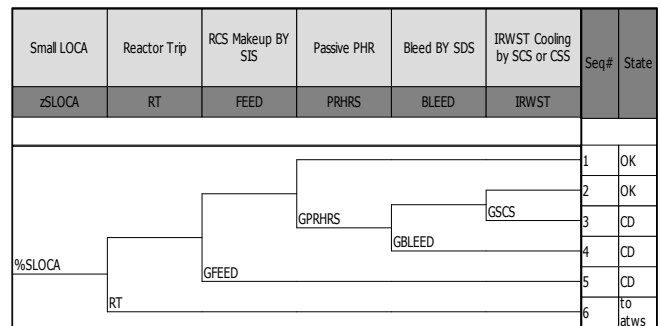 Small LOCA
Reactor Trip
RCS Makeup BY
SIS
Passive PHR
Bleed BY SDS
IRWST Cooling
by SCS or CSS
Seq#
State
zSLOCA
RT
FEED
PRHRS
BLEED
IRWST
1
OK
2
OK
GPRHRS
GSCS
3
CD
GBLEED
4
CD
%SLOCA
GFEED
5
CD
RT
6
to
atws